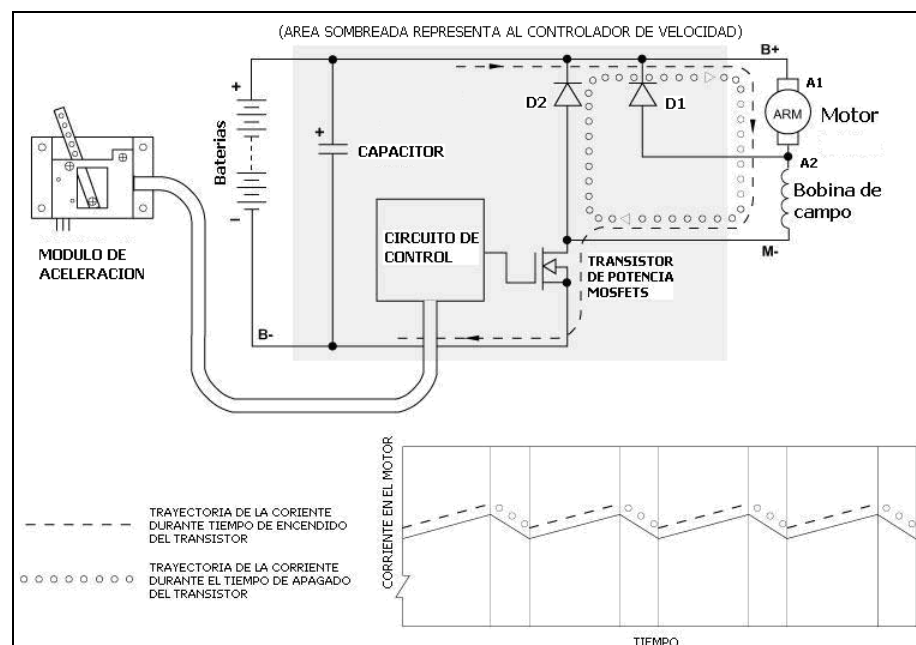 (AREA SOMBREADA REPRESENTA AL CONTROLADOR DE VELOCIDAD)
B+
A1
+
D2
D1
ARM
Motor
Baterias
+
CAPACITOR
A2
Bobina de
campo
−
CIRCUITO DE
CONTROL
M-
MODULO DE
ACELERACION
TRANSISTOR
DE POTENCIA
MOSFETS
B-
CORRIENTE EN EL MOTOR
TRAYECTORIA DE LA CORIENTE
DURANTE TIEMPO DE ENCENDIDO
DEL TRANSISTOR
TRAYECTORIA DE LA CORRIENTE
DURANTE EL TIEMPO DE APAGADO
DEL TRANSISTOR
TIEMPO